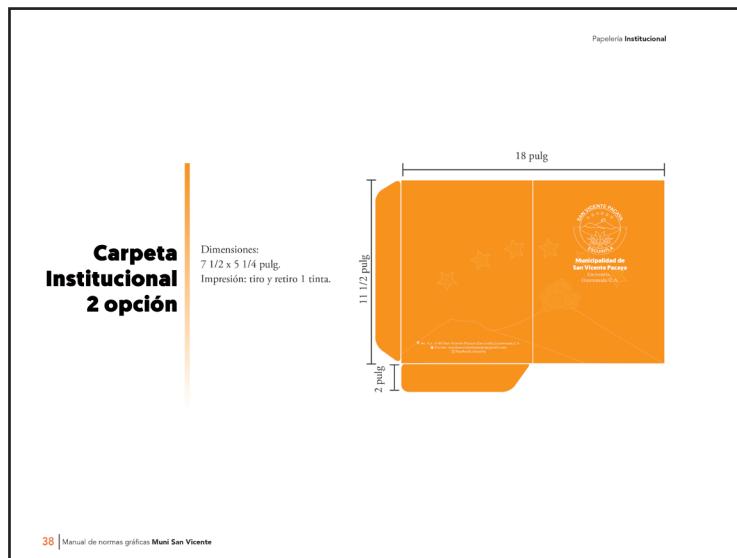 Papelería Institucional
18 pulg
11 1/2 pulg
2 pulg
Carpeta
Institucional
2 opción
Dimensiones:
7 1/2 x 5 1/4 pulg.
Impresión: tiro y retiro 1 tinta.
SAN VICENTE PACAYA
ESCUINTLA
Municipalidad de
San Vicente Pacaya
Escuintla,
Guatemala C.A.
38 Manual de normas gráficas Muni San Vicente